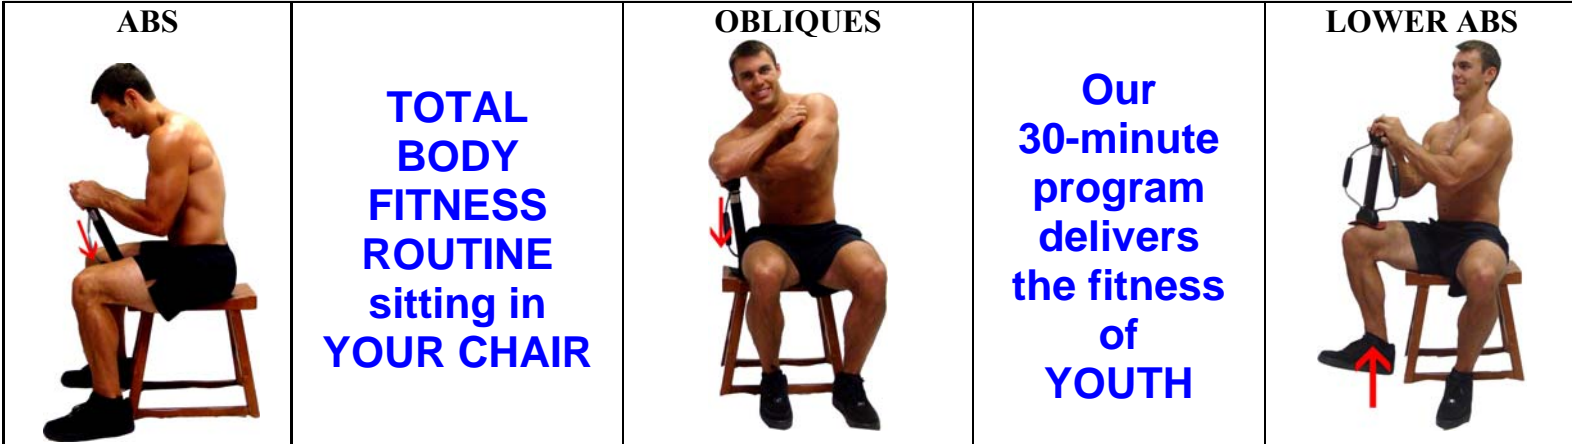 ABS
TOTAL
BODY
FITNESS
ROUTINE
sitting in
YOUR CHAIR
OBLIQUES
Our
30-minute
program
delivers
the fitness
of
YOUTH
LOWER ABS